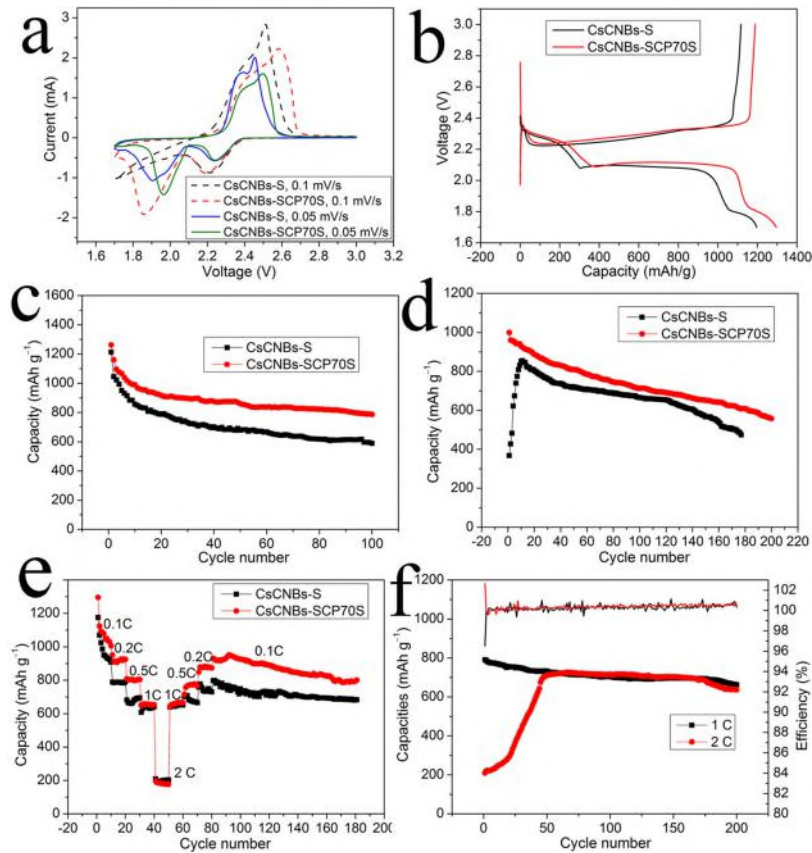 a
Current (mA)
3
2
1
0
-1
-2
CsCNBs-S, 0.1 mV/s
CsCNBs-SCP70S, 0.1 mV/s
CsCNBs-S, 0.05 mV/s
CsCNBs-SCP70S, 0.05 mV/s
1.6 1.8 2.0 2.2 2.4 2.6 2.8 3.0 3.2
Voltage (V)
b
Voltage (V)
3.0
2.8
2.6
2.4
2.2
2.0
1.8
1.6
CsCNBs-S
CsCNBs-SCP70S
-200 0 200 400 600 800 1000 1200 1400
Capacity (mAh/g)
c
Capacity (mAh g⁻¹)
1600
1400
1200
1000
800
600
400
200
0
CsCNBs-S
CsCNBs-SCP70S
0 20 40 60 80 100
Cycle number
d
Capacity (mAh g⁻¹)
1200
1000
800
600
400
200
0
CsCNBs-S
CsCNBs-SCP70S
0 20 40 60 80 100 120 140 160 180 200 220
Cycle number
e
Capacity (mAh g⁻¹)
1400
1200
1000
800
600
400
200
0
CsCNBs-S
CsCNBs-SCP70S
0.1C
0.2C
0.5C
1C
1C
2 C
0.5C
0.2C
0.1C
-20 0 20 40 60 80 100 120 140 160 180 200
Cycle number
f
Capacities (mAh g⁻¹)
1200
1000
800
600
400
200
0
1 C
2 C
102
100
98
96
94
92
90
88
86
84
82
80
Efficiency (%)
0 50 100 150 200
Cycle number